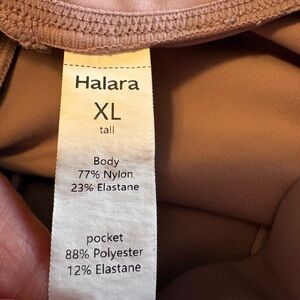 Halara
XL
tall
Body
77% Nylon
23% Elastane
pocket
88% Polyester
12% Elastane